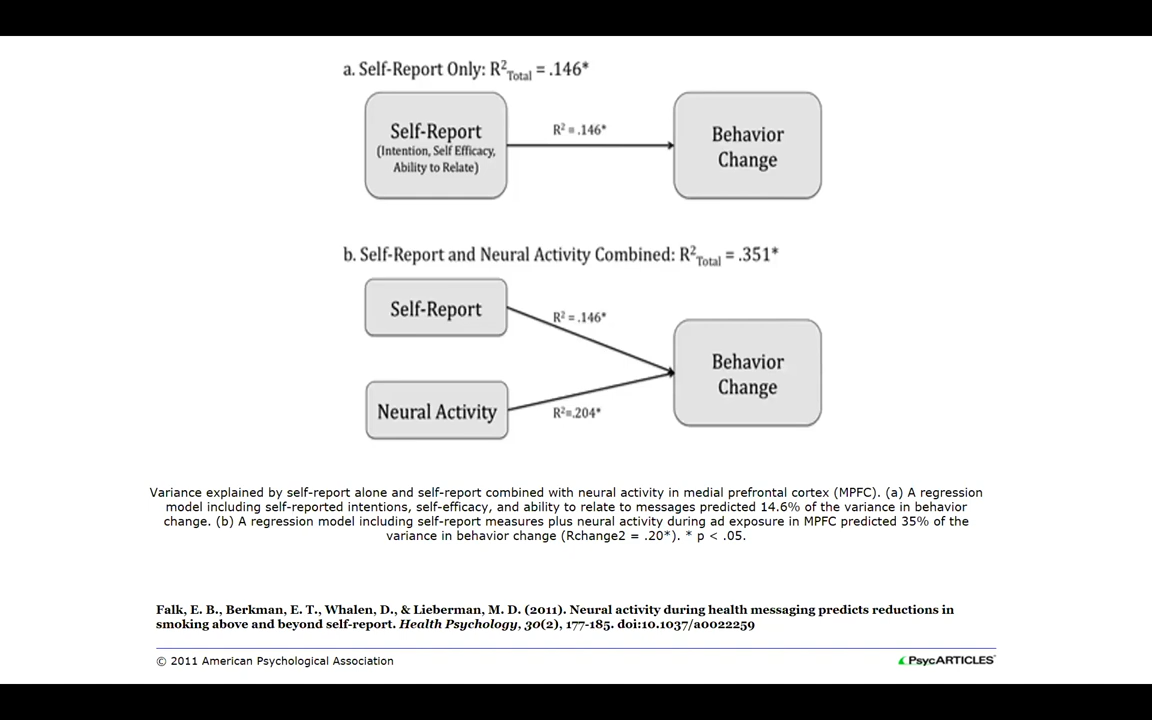 a. Self-Report Only: R²Total = .146*
Self-Report
(Intention, Self Efficacy,
Ability to Relate)
R² = .146*
Behavior
Change
b. Self-Report and Neural Activity Combined: R²Total = .351*
Self-Report
R² = .146*
Behavior
Change
Neural Activity
R²=.204*
Variance explained by self-report alone and self-report combined with neural activity in medial prefrontal cortex (MPFC). (a) A regression
model including self-reported intentions, self-efficacy, and ability to relate to messages predicted 14.6% of the variance in behavior
change. (b) A regression model including self-report measures plus neural activity during ad exposure in MPFC predicted 35% of the
variance in behavior change (Rchange2 = .20*). * p < .05.
Falk, E. B., Berkman, E. T., Whalen, D., & Lieberman, M. D. (2011). Neural activity during health messaging predicts reductions in
smoking above and beyond self-report. Health Psychology, 30(2), 177-185. doi:10.1037/a0022259
© 2011 American Psychological Association
PsycARTICLES